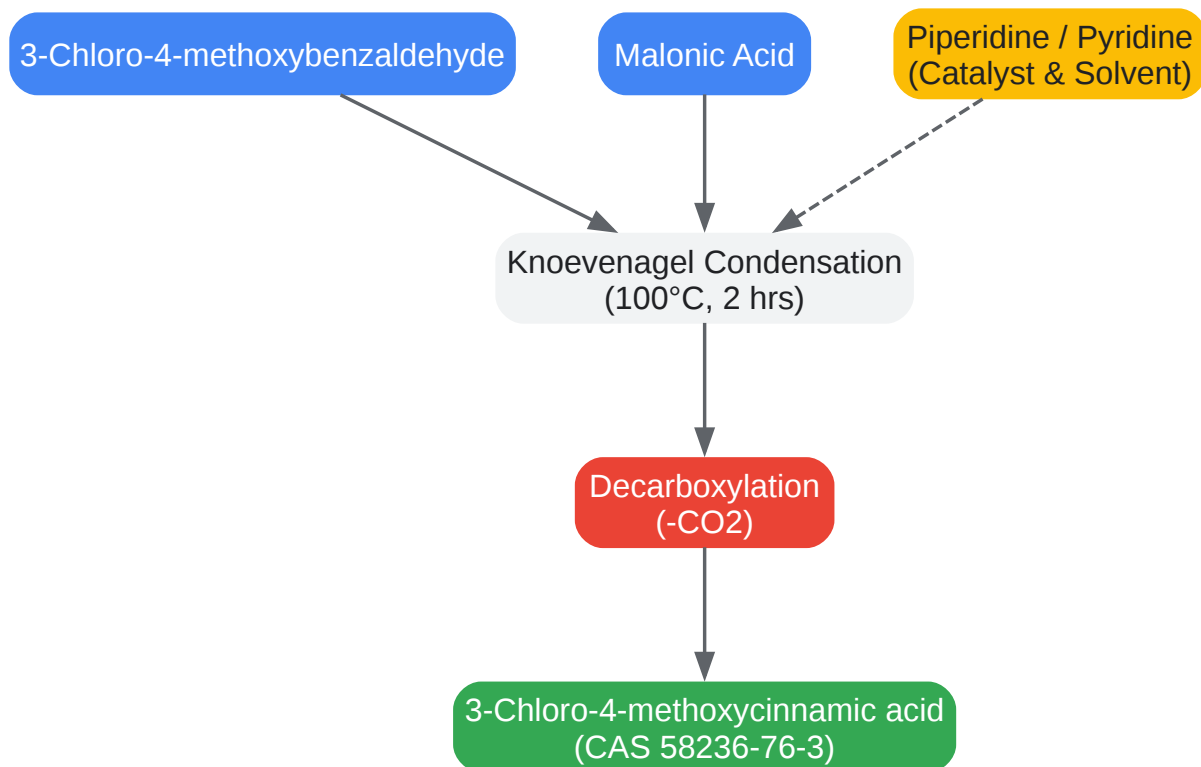 3-Chloro-4-methoxybenzaldehyde
Malonic Acid
Piperidine / Pyridine
(Catalyst & Solvent)
Knoevenagel Condensation
(100°C, 2 hrs)
Decarboxylation
(-CO2)
3-Chloro-4-methoxycinnamic acid
(CAS 58236-76-3)